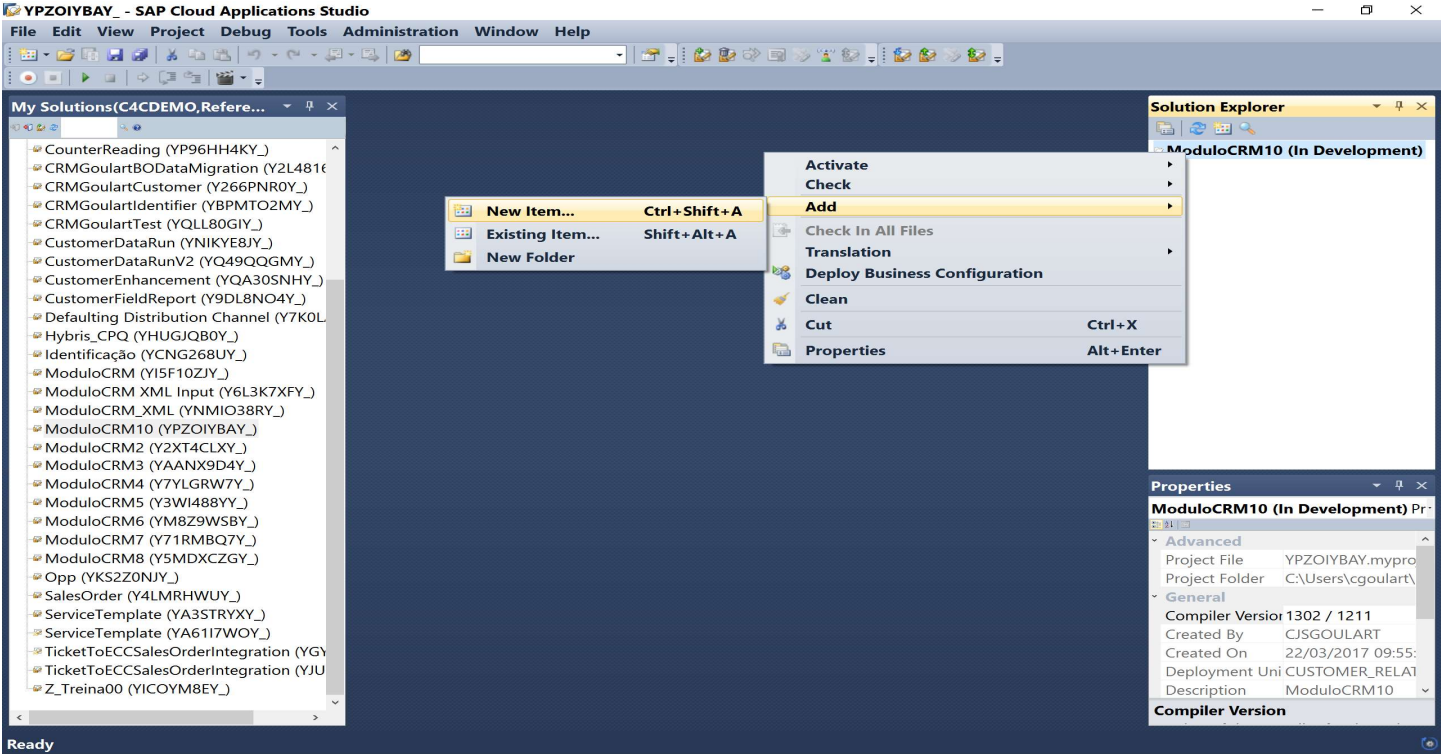 YPZOIYBAY_ - SAP Cloud Applications Studio
File Edit View Project Debug Tools Administration Window Help
My Solutions(C4CDEMO,Refere...
CounterReading (YP96HH4KY_)
CRMGoulartBODataMigration (Y2L4816
CRMGoulartCustomer (Y266PNR0Y_)
CRMGoulartIdentifier (YBPMTO2MY_)
CRMGoulartTest (YQLL80GIY_)
CustomerDataRun (YNIKYE8JY_)
CustomerDataRunV2 (YQ49QQGMY_)
CustomerEnhancement (YQA30SNHY_)
CustomerFieldReport (Y9DL8NO4Y_)
Defaulting Distribution Channel (Y7K0L
Hybris_CPQ (YHUGJQB0Y_)
Identificação (YCNG268UY_)
ModuloCRM (YI5F10ZJY_)
ModuloCRM XML Input (Y6L3K7XFY_)
ModuloCRM_XML (YNMIO38RY_)
ModuloCRM10 (YPZOIYBAY_)
ModuloCRM2 (Y2XT4CLXY_)
ModuloCRM3 (YAANX9D4Y_)
ModuloCRM4 (Y7YLGRW7Y_)
ModuloCRM5 (Y3WI488YY_)
ModuloCRM6 (YM8Z9WSBY_)
ModuloCRM7 (Y71RMBQ7Y_)
ModuloCRM8 (Y5MDXCZGY_)
Opp (YKS2Z0NJY_)
SalesOrder (Y4LMRHWUY_)
ServiceTemplate (YA3STRYXY_)
ServiceTemplate (YA61I7WOY_)
TicketToECCSalesOrderIntegration (YGY
TicketToECCSalesOrderIntegration (YJU
Z_Treina00 (YICOYM8EY_)
New Item... Ctrl+Shift+A
Existing Item... Shift+Alt+A
New Folder
Activate
Check
Add
Check In All Files
Translation
Deploy Business Configuration
Clean
Cut Ctrl+X
Properties Alt+Enter
Solution Explorer
ModuloCRM10 (In Development)
Properties
ModuloCRM10 (In Development) Pr
Advanced
Project File YPZOIYBAY.mypro
Project Folder C:\Users\cgoulart\
General
Compiler Version 1302 / 1211
Created By CJSGOULART
Created On 22/03/2017 09:55:
Deployment Uni CUSTOMER_RELAT
Description ModuloCRM10
Compiler Version
Ready